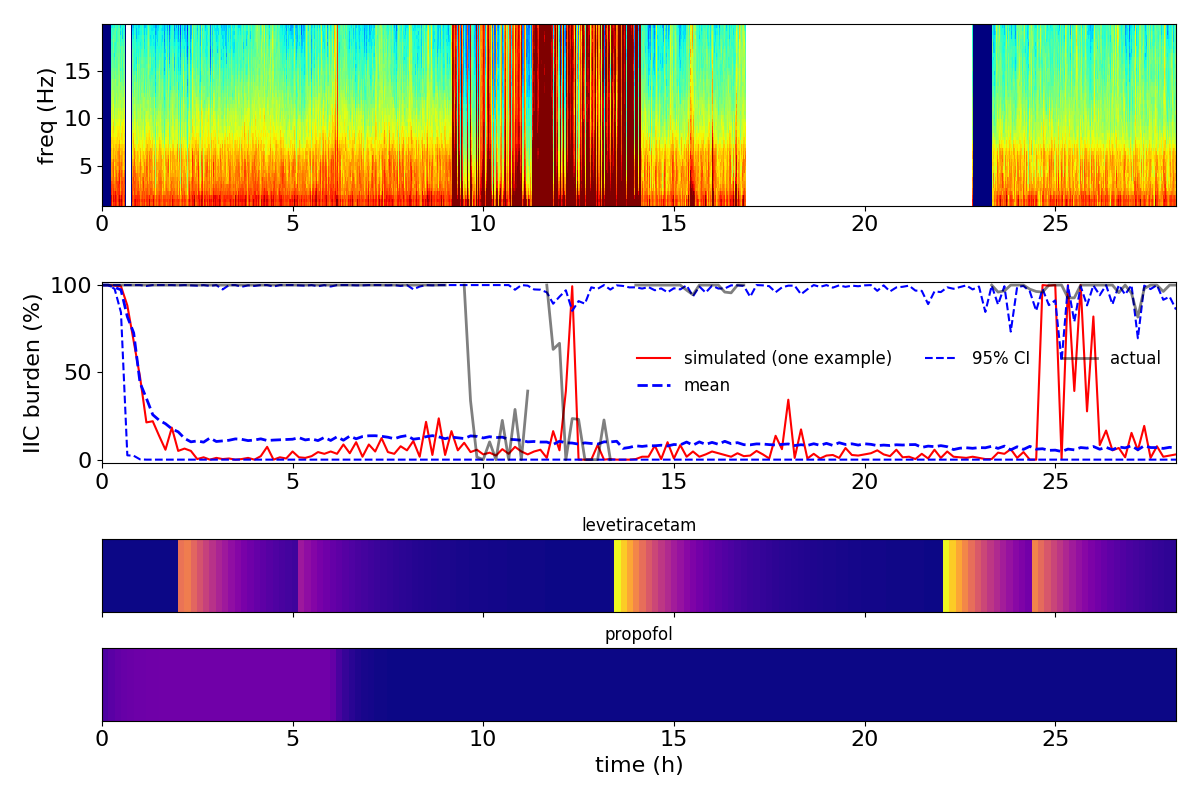 freq (Hz)
15
10
5
0 5 10 15 20 25
IIC burden (%)
100
50
0
simulated (one example) 95% CI actual
mean
0 5 10 15 20 25
levetiracetam
propofol
0 5 10 15 20 25
time (h)